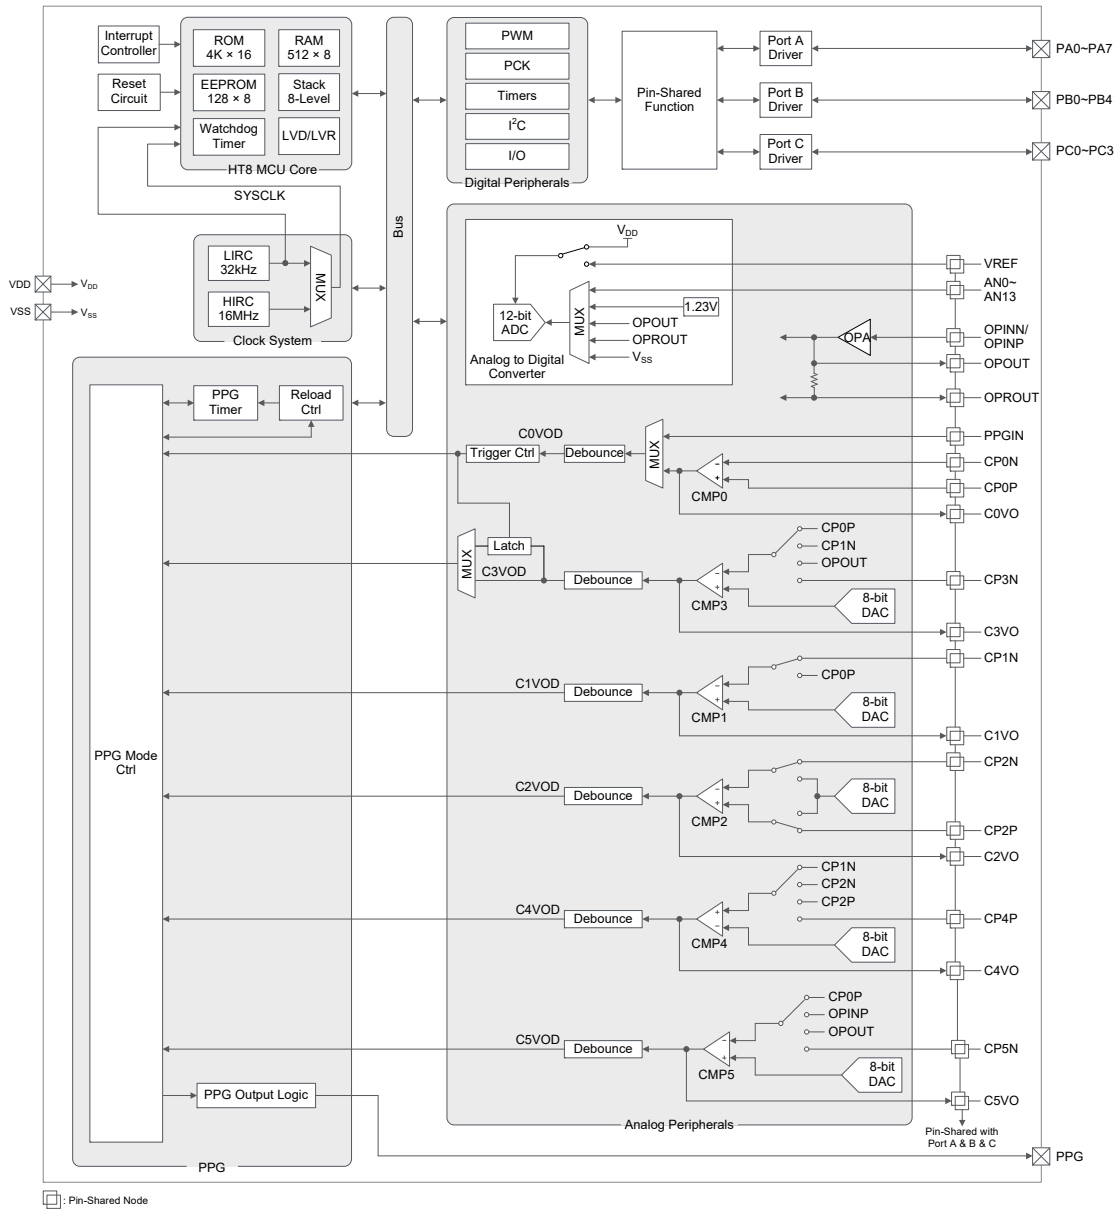 Interrupt
Controller
Reset
Circuit
ROM
4K × 16
RAM
512 × 8
EEPROM
128 × 8
Stack
8-Level
Watchdog
Timer
LVD/LVR
HT8 MCU Core
SYSCLK
LIRC
32kHz
HIRC
16MHz
MUX
Clock System
VDD
VDD
VSS
VSS
Bus
PWM
PCK
Timers
I2C
I/O
Digital Peripherals
Pin-Shared
Function
Port A
Driver
Port B
Driver
Port C
Driver
PA0~PA7
PB0~PB4
PC0~PC3
VDD
12-bit
ADC
MUX
1.23V
OPOUT
OPROUT
VSS
Analog to Digital
Converter
OPA
VREF
AN0~
AN13
OPINN/
OPINP
OPOUT
OPROUT
PPG
Timer
Reload
Ctrl
C0VOD
Trigger Ctrl
Debounce
MUX
−
+
CMP0
PPGIN
CP0N
CP0P
C0VO
MUX
Latch
C3VOD
Debounce
−
+
CMP3
CP0P
CP1N
OPOUT
8-bit
DAC
CP3N
C3VO
C1VOD
Debounce
−
+
CMP1
CP0P
8-bit
DAC
CP1N
C1VO
PPG Mode
Ctrl
C2VOD
Debounce
−
+
CMP2
8-bit
DAC
CP2N
CP2P
C2VO
C4VOD
Debounce
+
−
CMP4
CP1N
CP2N
CP2P
8-bit
DAC
CP4P
C4VO
C5VOD
Debounce
−
+
CMP5
CP0P
OPINP
OPOUT
8-bit
DAC
CP5N
C5VO
PPG Output Logic
Analog Peripherals
Pin-Shared with
Port A & B & C
PPG
PPG
: Pin-Shared Node